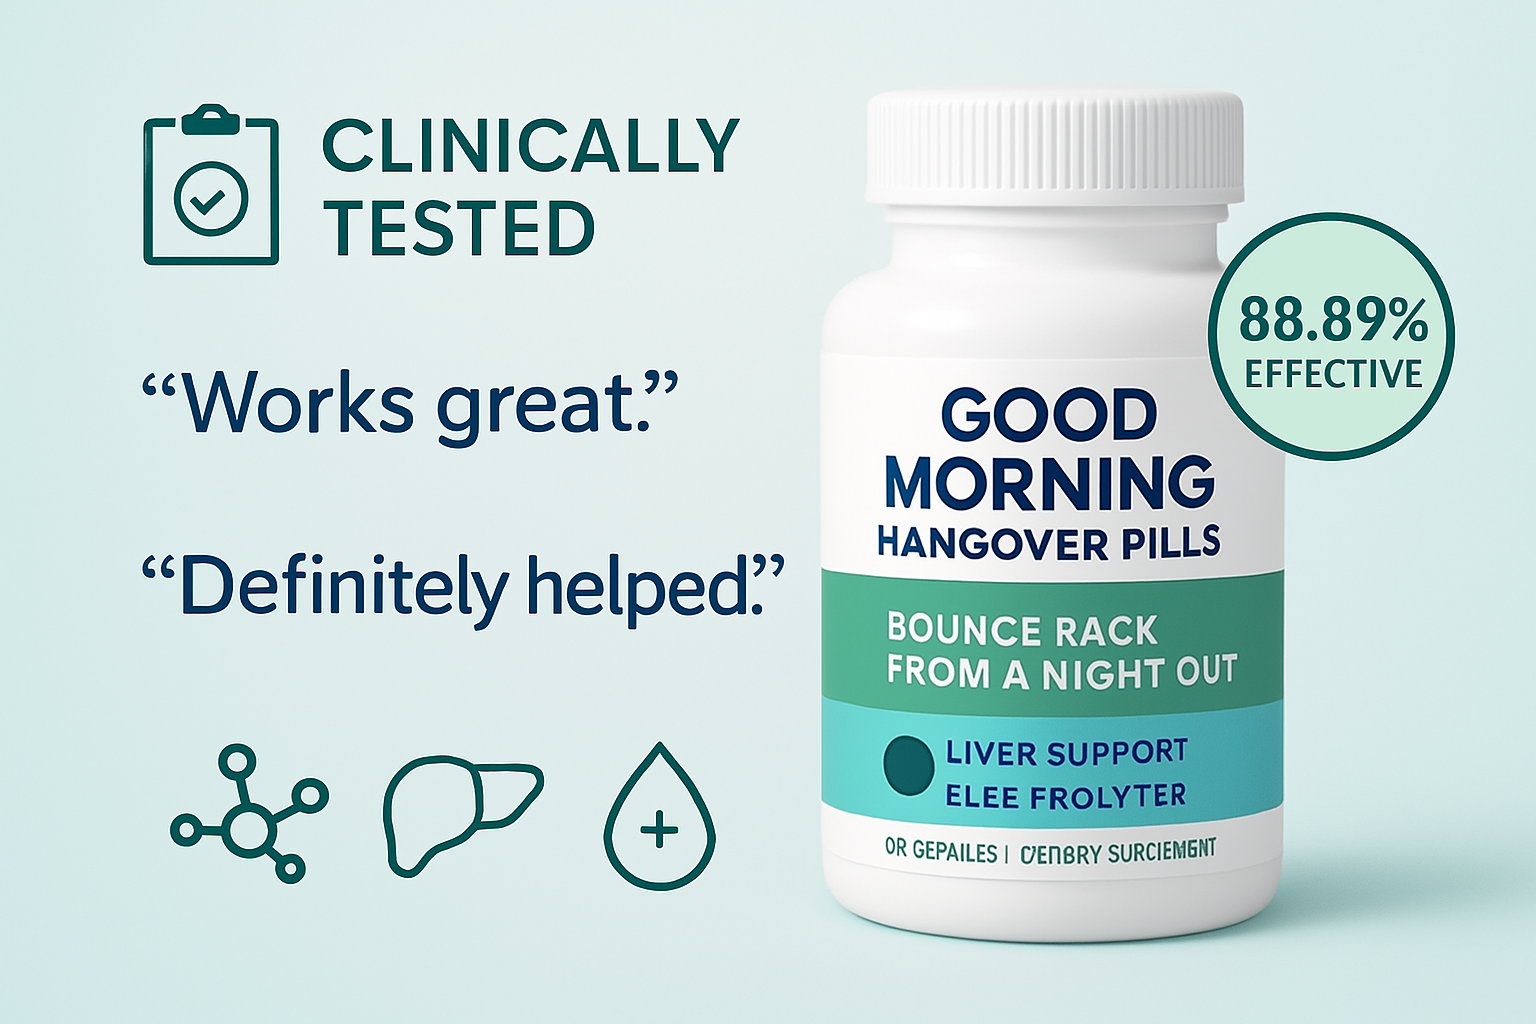 CLINICALLY
TESTED
“Works great.”
“Definitely helped.”
88.89%
EFFECTIVE
GOOD
MORNING
HANGOVER PILLS
BOUNCE RACK
FROM A NIGHT OUT
LIVER SUPPORT
ELEE FROLYTER
OR GEPAILES |